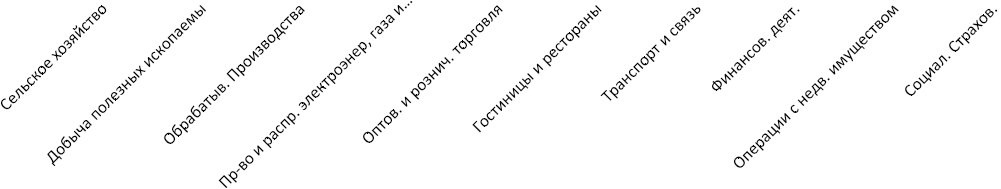 Сельское хозяйство
Добыча полезных ископаемых
Обрабатыв. Производства
Пр-во и распр. электроэнер, газа и…
Оптов. и рознич. торговля
Гостиницы и рестораны
Транспорт и связь
Финансов. деят.
Операции с недв. имуществом
Социал. Страхов.